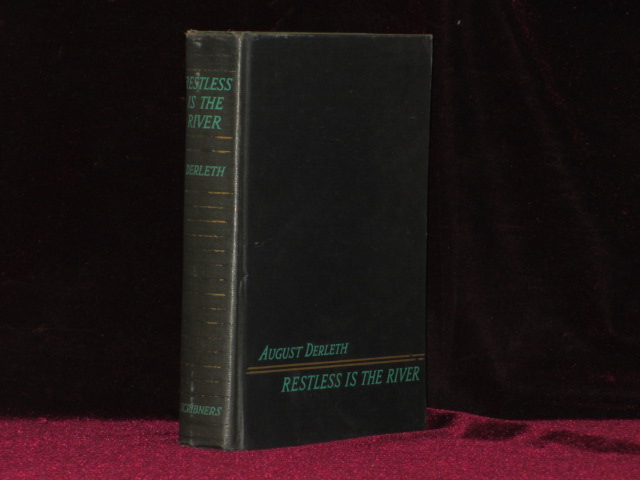 RESTLESS
IS THE
RIVER
DERLETH
SCRIBNERS
AUGUST DERLETH
RESTLESS IS THE RIVER